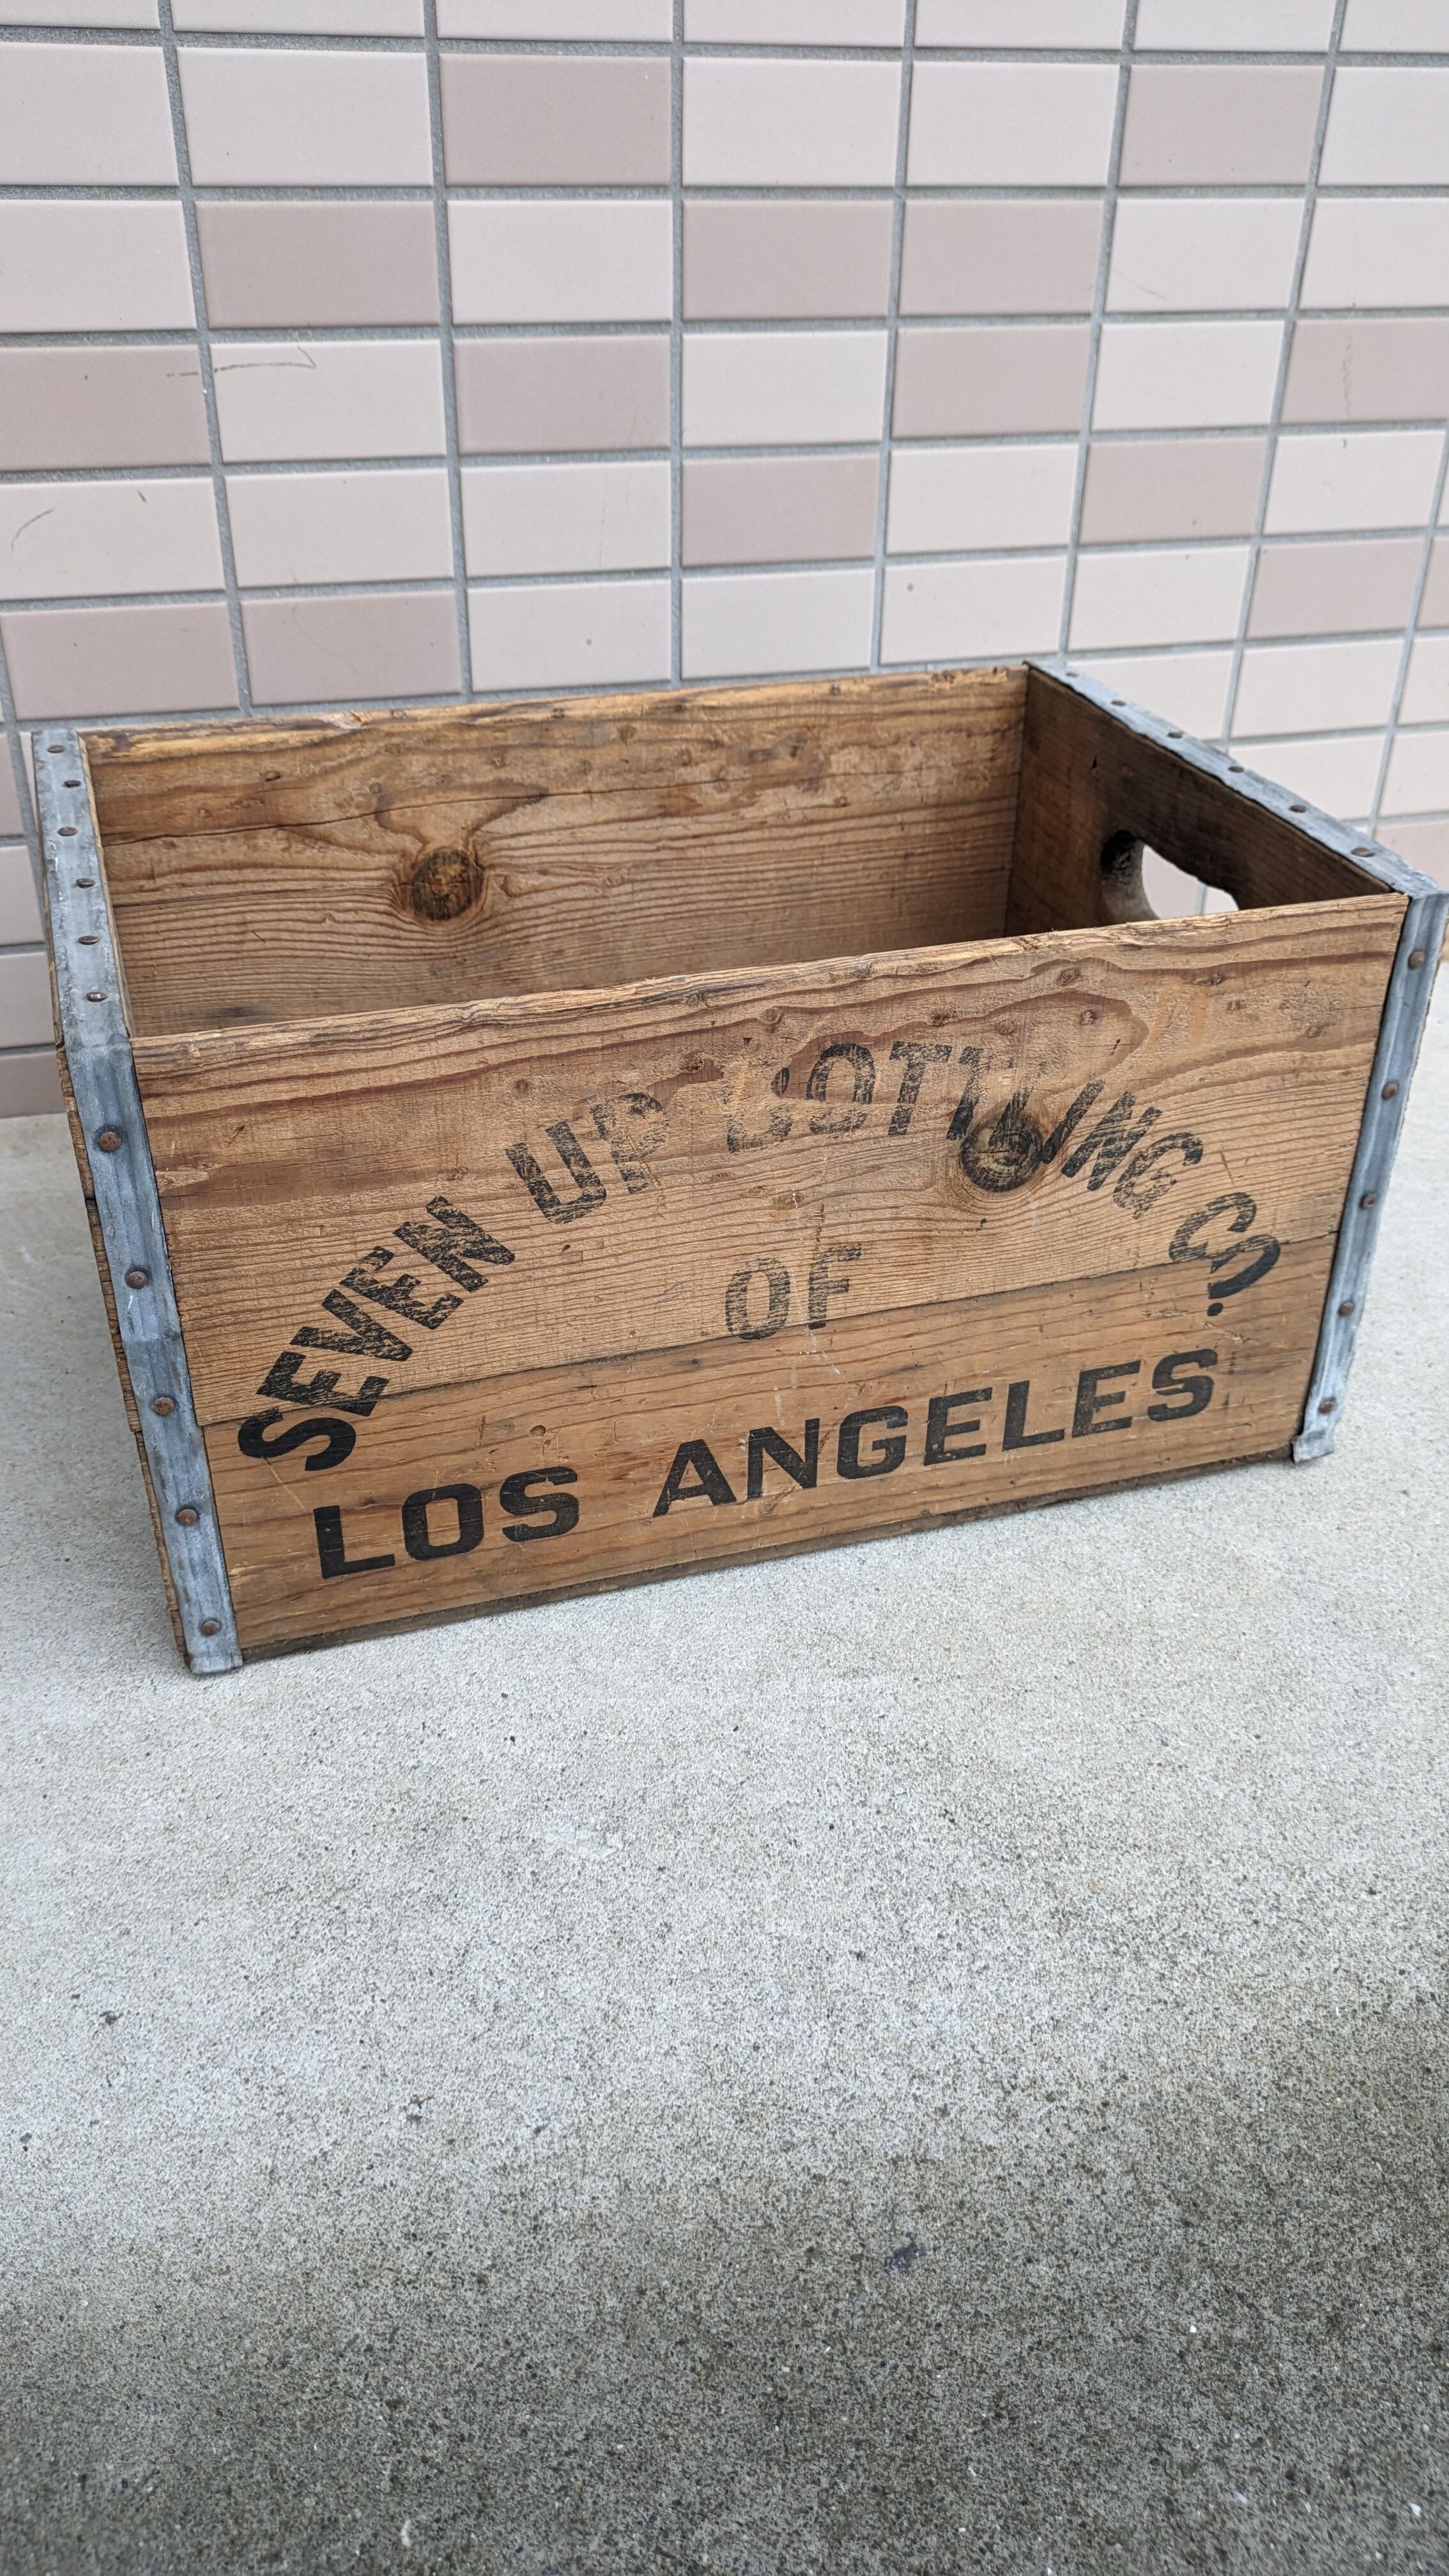 SEVEN UP BOTTLING CO.
OF
LOS ANGELES